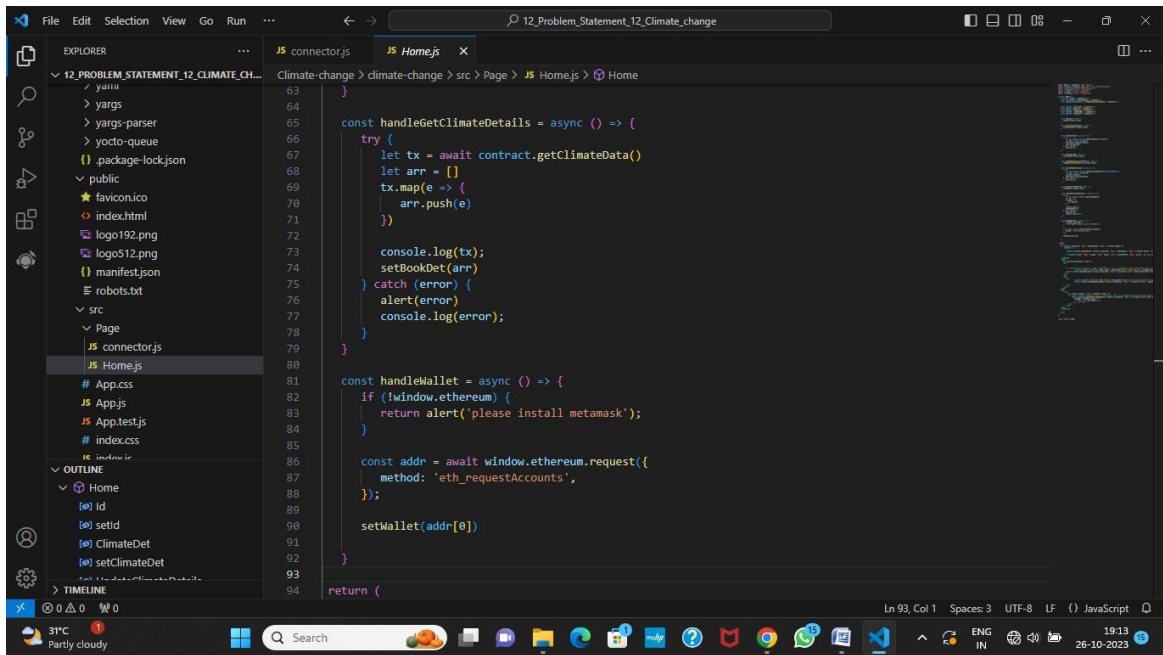 File Edit Selection View Go Run ··· 12_Problem_Statement_12_Climate_change
EXPLORER ···
12_PROBLEM_STATEMENT_12_CLIMATE_CH...
> yaml
> yargs
> yargs-parser
> yocto-queue
{} .package-lock.json
public
favicon.ico
<> index.html
logo192.png
logo512.png
{} manifest.json
robots.txt
src
Page
JS connector.js
JS Home.js
# App.css
JS App.js
JS App.test.js
# index.css
JS index.js
OUTLINE
Home
Id
setId
ClimateDet
setClimateDet
UpdateClimateDetails
> TIMELINE
JS connector.js JS Home.js ×
Climate-change > climate-change > src > Page > JS Home.js > Home
63 }
64
65 const handleGetClimateDetails = async () => {
66 try {
67 let tx = await contract.getClimateData()
68 let arr = []
69 tx.map(e => {
70 arr.push(e)
71 })
72
73 console.log(tx);
74 setBookDet(arr)
75 } catch (error) {
76 alert(error)
77 console.log(error);
78 }
79 }
80
81 const handleWallet = async () => {
82 if (!window.ethereum) {
83 return alert('please install metamask');
84 }
85
86 const addr = await window.ethereum.request({
87 method: 'eth_requestAccounts',
88 });
89
90 setWallet(addr[0])
91
92 }
93
94 return (
0 0 0 Ln 93, Col 1 Spaces: 3 UTF-8 LF {} JavaScript
31°C 1
Partly cloudy
Search
ENG
IN
19:13
26-10-2023